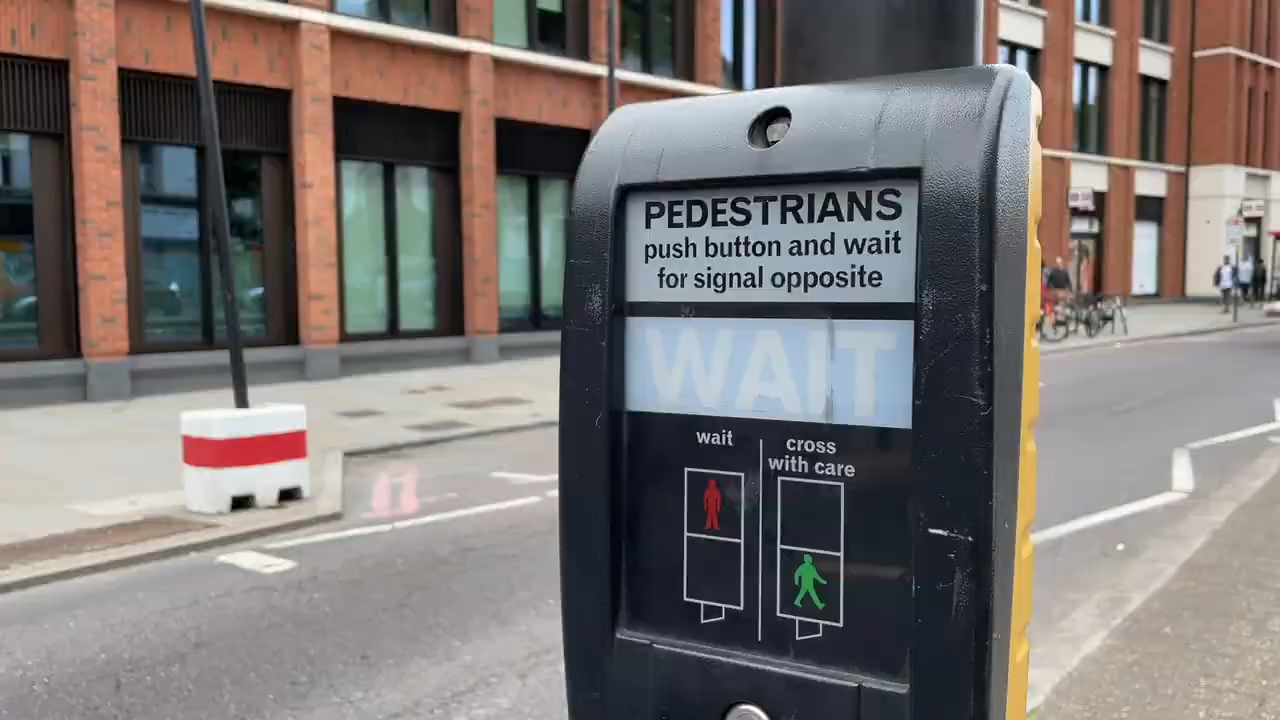 PEDESTRIANS
push button and wait
for signal opposite
WAIT
wait
cross
with care